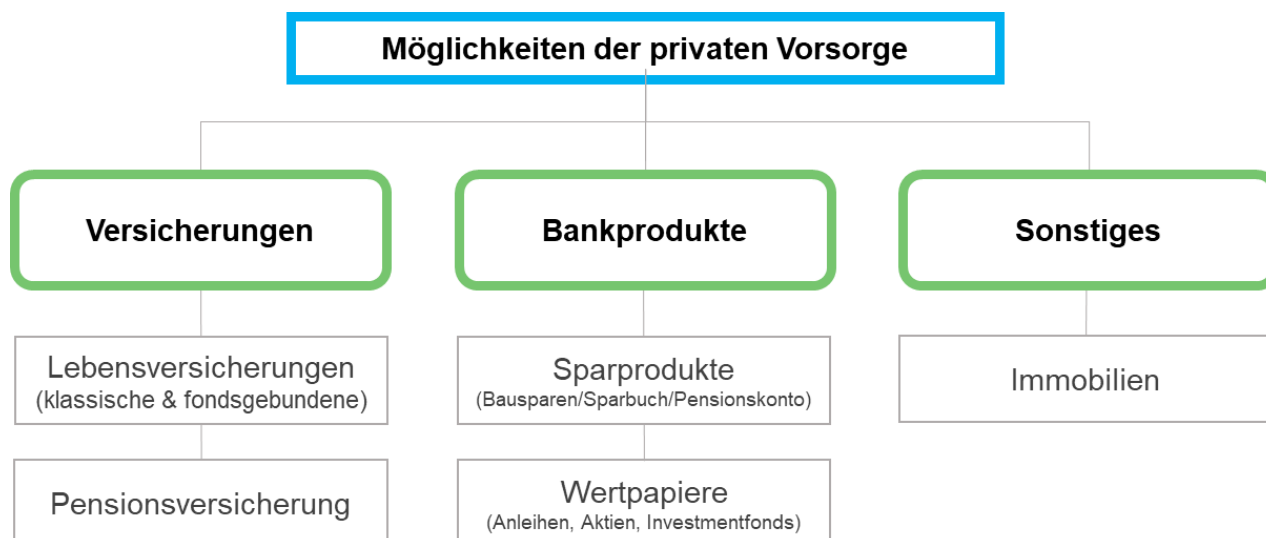 Möglichkeiten der privaten Vorsorge
Versicherungen
Bankprodukte
Sonstiges
Lebensversicherungen
(klassische & fondsgebundene)
Sparprodukte
(Bausparen/Sparbuch/Pensionskonto)
Immobilien
Pensionsversicherung
Wertpapiere
(Anleihen, Aktien, Investmentfonds)